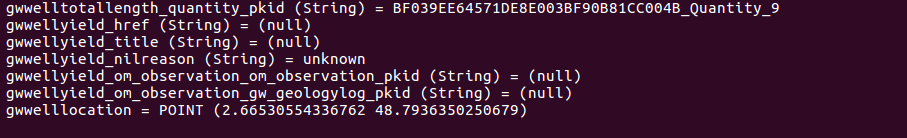 gwwelltotallength_quantity_pkid (String) = BF039EE64571DE8E003BF90B81CC004B_Quantity_9
gwwellyield_href (String) = (null)
gwwellyield_title (String) = (null)
gwwellyield_nilreason (String) = unknown
gwwellyield_om_observation_om_observation_pkid (String) = (null)
gwwellyield_om_observation_gw_geologylog_pkid (String) = (null)
gwwelllocation = POINT (2.66530554336762 48.7936350250679)